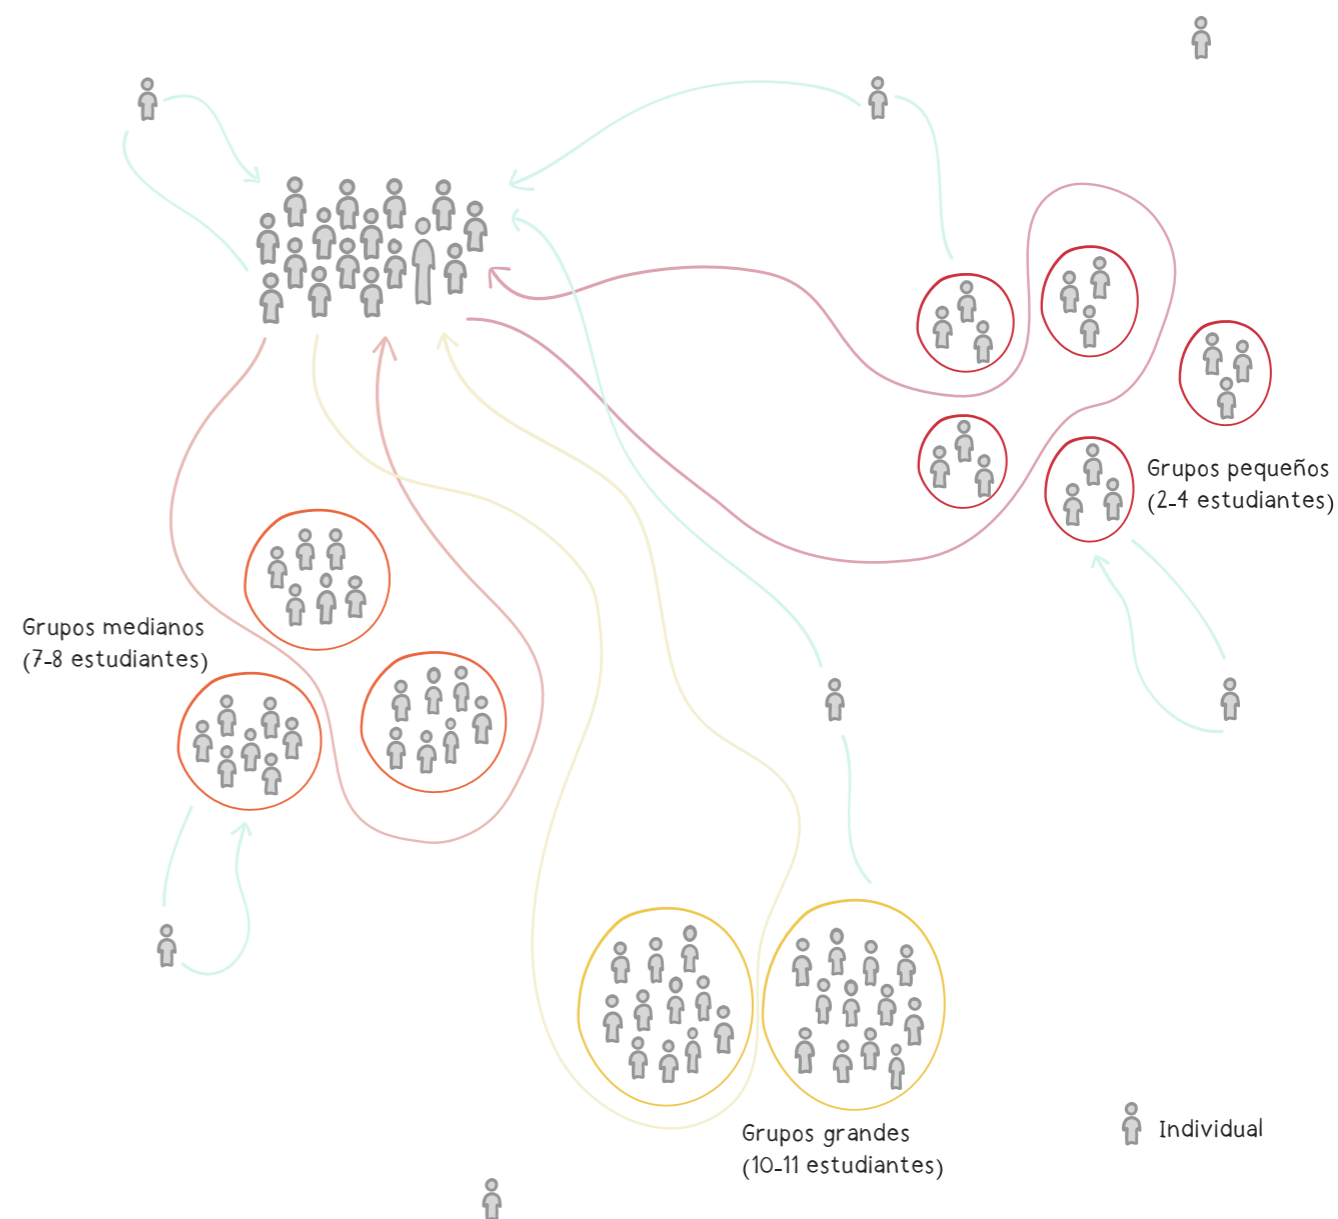 Grupos pequeños
(2-4 estudiantes)
Grupos medianos
(7-8 estudiantes)
Grupos grandes
(10-11 estudiantes)
Individual